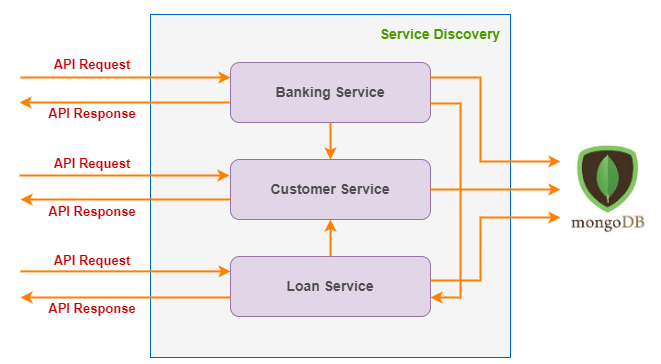 Service Discovery
API Request
Banking Service
API Response
API Request
Customer Service
API Response
API Request
Loan Service
API Response
mongoDB